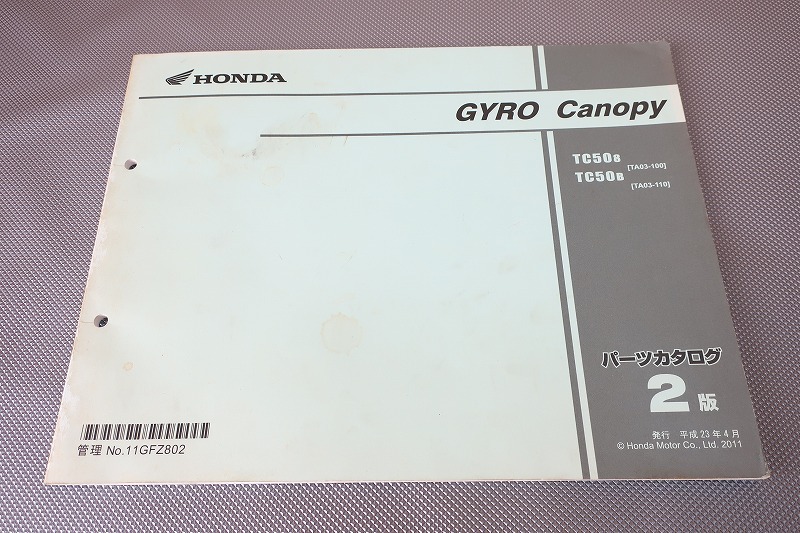 HONDA
GYRO Canopy
TC508 [TA03-100]
TC50B [TA03-110]
パーツカタログ
2版
発行 平成23年4月
© Honda Motor Co., Ltd. 2011
管理 No.11GFZ802